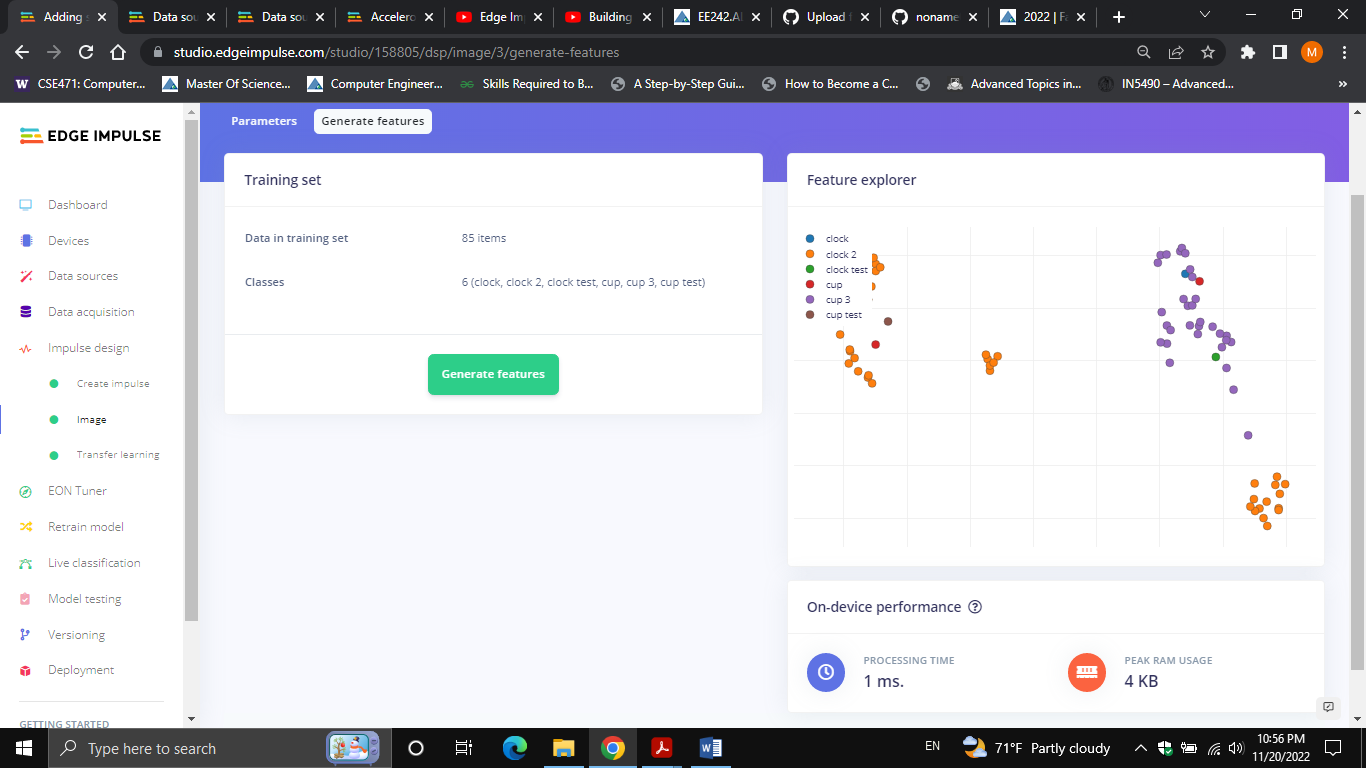 Adding s
Data sou
Data sou
Accelero
Edge Im
Building
EE242.A
Upload f
noname
2022 | Fa
studio.edgeimpulse.com/studio/158805/dsp/image/3/generate-features
M
W CSE471: Computer...
Master Of Science...
Computer Engineer...
Skills Required to B...
A Step-by-Step Gui...
How to Become a C...
Advanced Topics in...
IN5490 – Advanced...
»
EDGE IMPULSE
Dashboard
Devices
Data sources
Data acquisition
Impulse design
Create impulse
Image
Transfer learning
EON Tuner
Retrain model
Live classification
Model testing
Versioning
Deployment
GETTING STARTED
Parameters
Generate features
Training set
Data in training set 85 items
Classes 6 (clock, clock 2, clock test, cup, cup 3, cup test)
Generate features
Feature explorer
clock
clock 2
clock test
cup
cup 3
cup test
On-device performance ?
PROCESSING TIME
1 ms.
PEAK RAM USAGE
4 KB
Type here to search
W
EN
71°F Partly cloudy
10:56 PM
11/20/2022